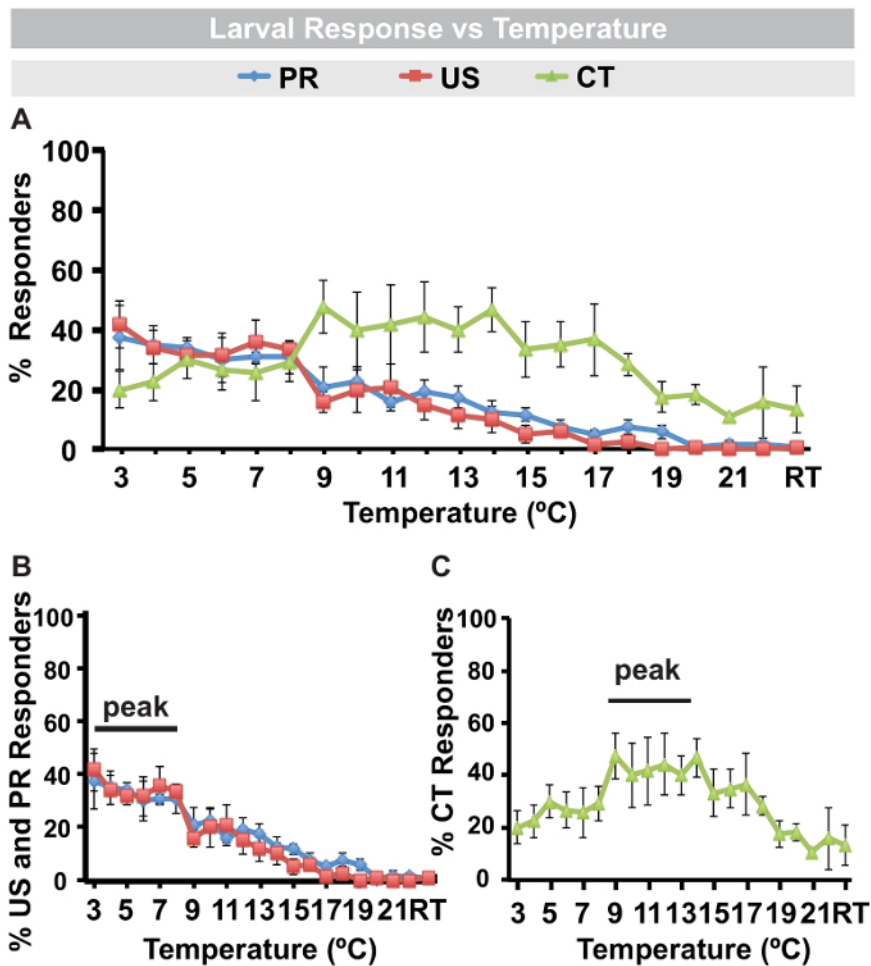 Larval Response vs Temperature
PR US CT
A
% Responders
100
80
60
40
20
0
3 5 7 9 11 13 15 17 19 21 RT
Temperature (ºC)
B
% US and PR Responders
100
80
60
40
20
0
peak
3 5 7 9 11 13 15 17 19 21 RT
Temperature (ºC)
C
% CT Responders
100
80
60
40
20
0
peak
3 5 7 9 11 13 15 17 19 21 RT
Temperature (ºC)